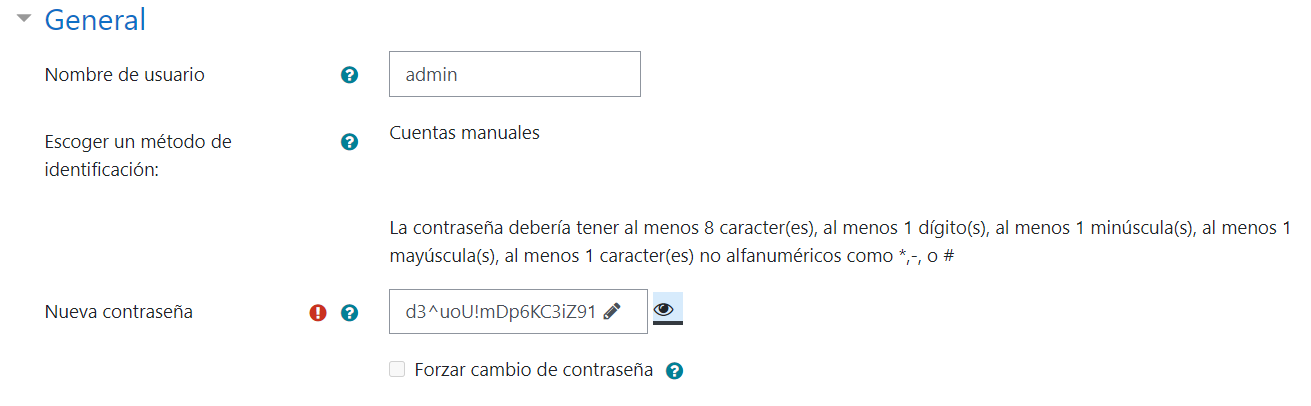 General
Nombre de usuario
admin
Escoger un método de
identificación:
Cuentas manuales
La contraseña debería tener al menos 8 caracter(es), al menos 1 dígito(s), al menos 1 minúscula(s), al menos 1
mayúscula(s), al menos 1 caracter(es) no alfanuméricos como *,-, o #
Nueva contraseña
d3^uoU!mDp6KC3iZ91
Forzar cambio de contraseña